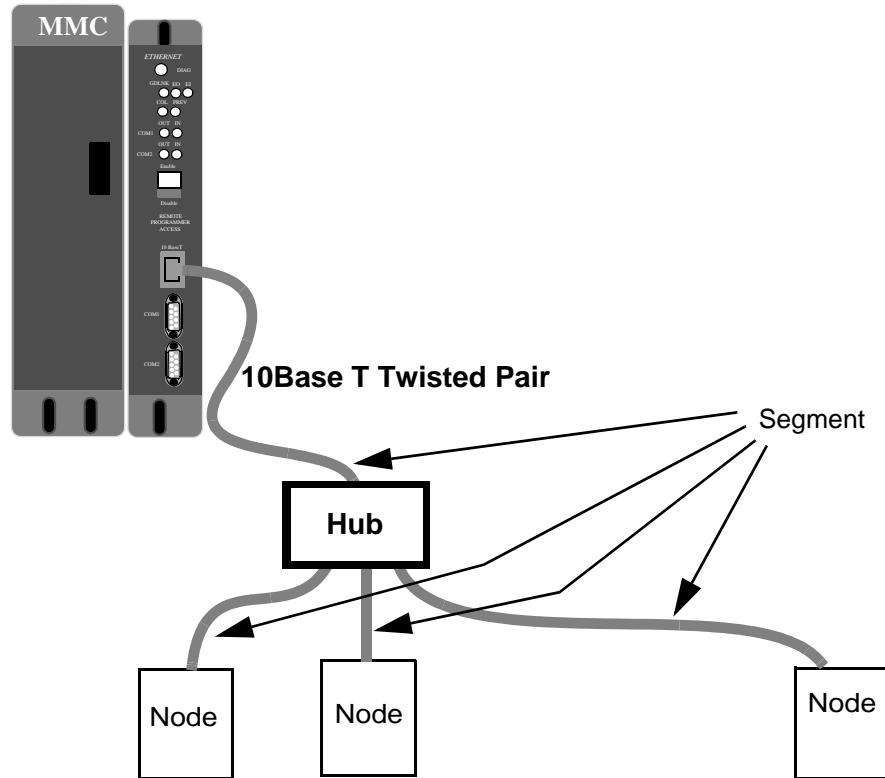 MMC
ETHERNET
DIAG
GDLNK EO EI
COL PREV
OUT IN
COM1
OUT IN
COM2
Enable
Disable
REMOTE
PROGRAMMER
ACCESS
10 BaseT
COM1
COM2
10Base T Twisted Pair
Segment
Hub
Node
Node
Node